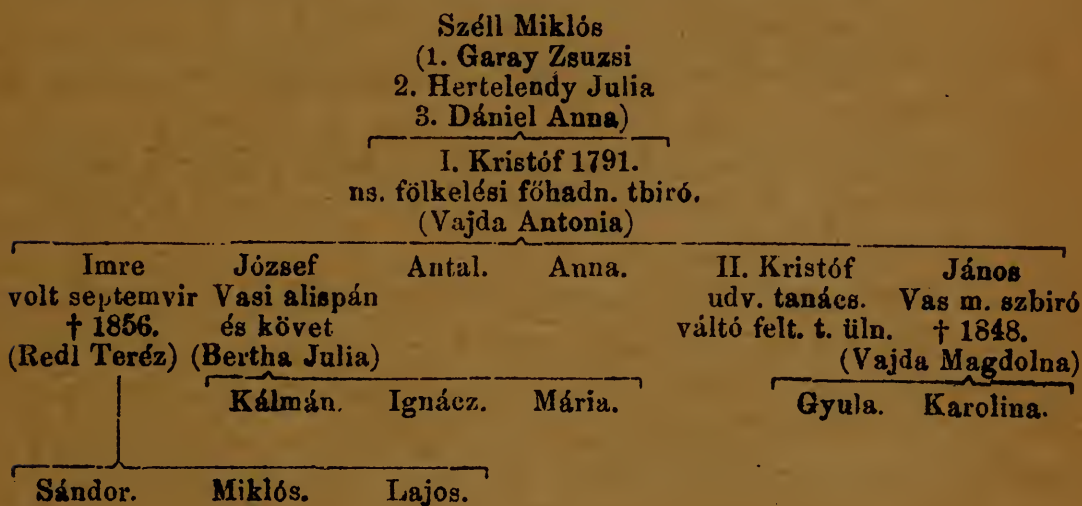 Széll Miklós
(1. Garay Zsuzsi
2. Hertelendy Julia
3. Dániel Anna)
I. Kristóf 1791.
ns. fölkelési főhadn. tbiró.
(Vajda Antonia)
Imre József Antal. Anna. II. Kristóf János
volt septemvir Vasi alispán udv. tanács. Vas m. szbiró
† 1856. és követ váltó felt. t. üln. † 1848.
(Redl Teréz) (Bertha Julia) (Vajda Magdolna)
Kálmán. Ignácz. Mária. Gyula. Karolina.
Sándor. Miklós. Lajos.